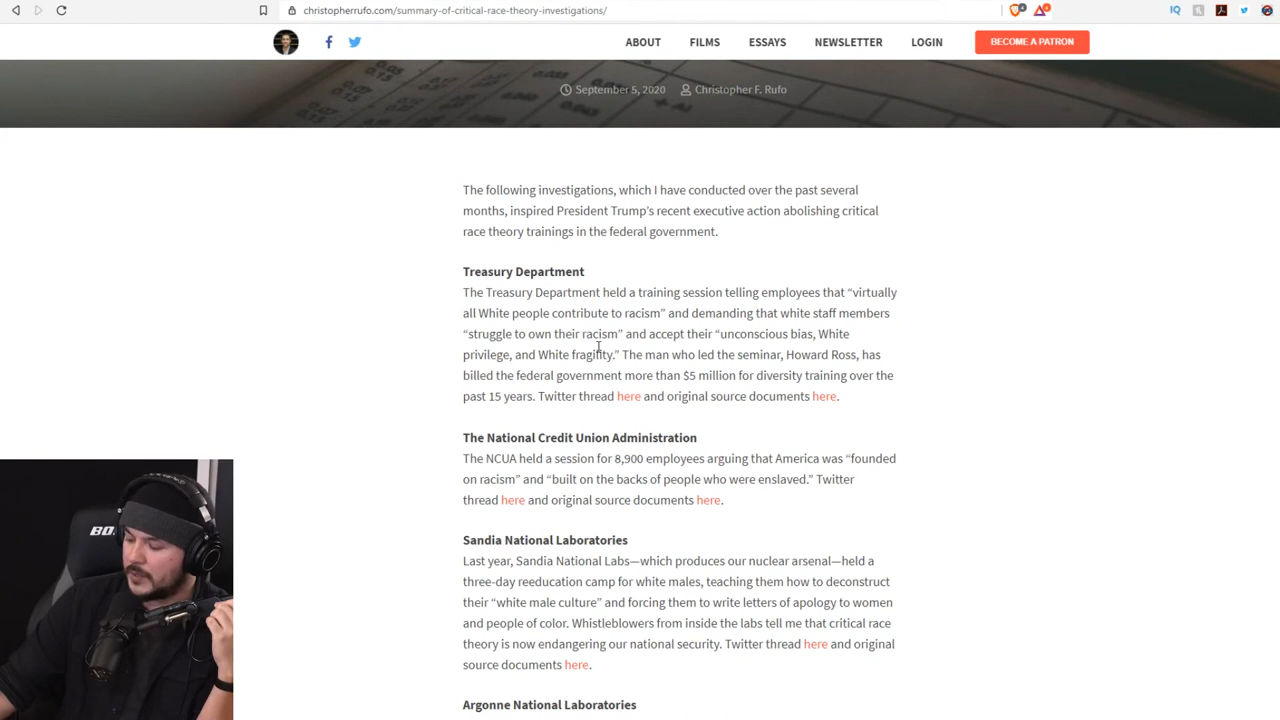 christopherrufo.com/summary-of-critical-race-theory-investigations/
ABOUT FILMS ESSAYS NEWSLETTER LOGIN BECOME A PATRON
September 5, 2020 Christopher F. Rufo
The following investigations, which I have conducted over the past several
months, inspired President Trump’s recent executive action abolishing critical
race theory trainings in the federal government.
Treasury Department
The Treasury Department held a training session telling employees that “virtually
all White people contribute to racism” and demanding that white staff members
“struggle to own their racism” and accept their “unconscious bias, White
privilege, and White fragility.” The man who led the seminar, Howard Ross, has
billed the federal government more than $5 million for diversity training over the
past 15 years. Twitter thread here and original source documents here.
The National Credit Union Administration
The NCUA held a session for 8,900 employees arguing that America was “founded
on racism” and “built on the backs of people who were enslaved.” Twitter
thread here and original source documents here.
Sandia National Laboratories
Last year, Sandia National Labs—which produces our nuclear arsenal—held a
three-day reeducation camp for white males, teaching them how to deconstruct
their “white male culture” and forcing them to write letters of apology to women
and people of color. Whistleblowers from inside the labs tell me that critical race
theory is now endangering our national security. Twitter thread here and original
source documents here.
Argonne National Laboratories